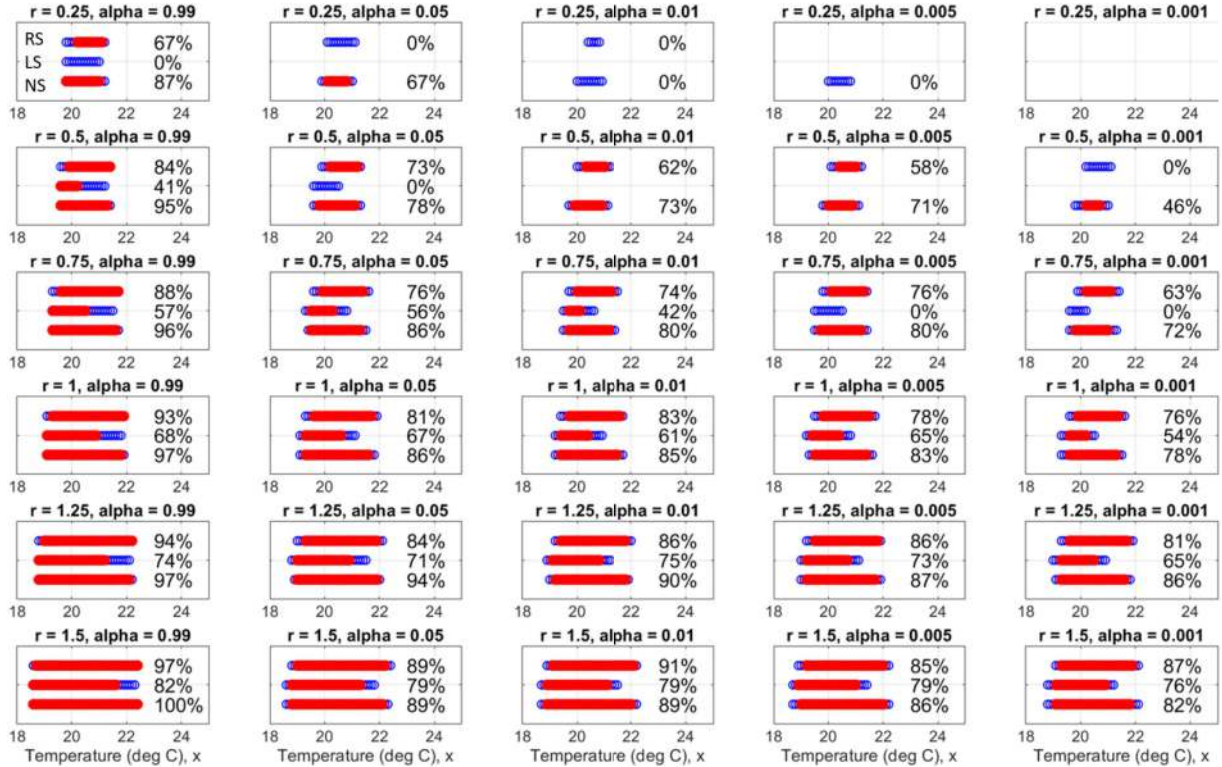 r = 0.25, alpha = 0.99 r = 0.25, alpha = 0.05 r = 0.25, alpha = 0.01 r = 0.25, alpha = 0.005 r = 0.25, alpha = 0.001
RS 67% 0% 0%
LS 0%
NS 87% 67% 0% 0%
18 20 22 24 18 20 22 24 18 20 22 24 18 20 22 24 18 20 22 24
r = 0.5, alpha = 0.99 r = 0.5, alpha = 0.05 r = 0.5, alpha = 0.01 r = 0.5, alpha = 0.005 r = 0.5, alpha = 0.001
84% 73% 62% 58% 0%
41% 0%
95% 78% 73% 71% 46%
18 20 22 24 18 20 22 24 18 20 22 24 18 20 22 24 18 20 22 24
r = 0.75, alpha = 0.99 r = 0.75, alpha = 0.05 r = 0.75, alpha = 0.01 r = 0.75, alpha = 0.005 r = 0.75, alpha = 0.001
88% 76% 74% 76% 63%
57% 56% 42% 0% 0%
96% 86% 80% 80% 72%
18 20 22 24 18 20 22 24 18 20 22 24 18 20 22 24 18 20 22 24
r = 1, alpha = 0.99 r = 1, alpha = 0.05 r = 1, alpha = 0.01 r = 1, alpha = 0.005 r = 1, alpha = 0.001
93% 81% 83% 78% 76%
68% 67% 61% 65% 54%
97% 86% 85% 83% 78%
18 20 22 24 18 20 22 24 18 20 22 24 18 20 22 24 18 20 22 24
r = 1.25, alpha = 0.99 r = 1.25, alpha = 0.05 r = 1.25, alpha = 0.01 r = 1.25, alpha = 0.005 r = 1.25, alpha = 0.001
94% 84% 86% 86% 81%
74% 71% 75% 73% 65%
97% 94% 90% 87% 86%
18 20 22 24 18 20 22 24 18 20 22 24 18 20 22 24 18 20 22 24
r = 1.5, alpha = 0.99 r = 1.5, alpha = 0.05 r = 1.5, alpha = 0.01 r = 1.5, alpha = 0.005 r = 1.5, alpha = 0.001
97% 89% 91% 85% 87%
82% 79% 79% 79% 76%
100% 89% 89% 86% 82%
18 20 22 24 18 20 22 24 18 20 22 24 18 20 22 24 18 20 22 24
Temperature (deg C), x Temperature (deg C), x Temperature (deg C), x Temperature (deg C), x Temperature (deg C), x